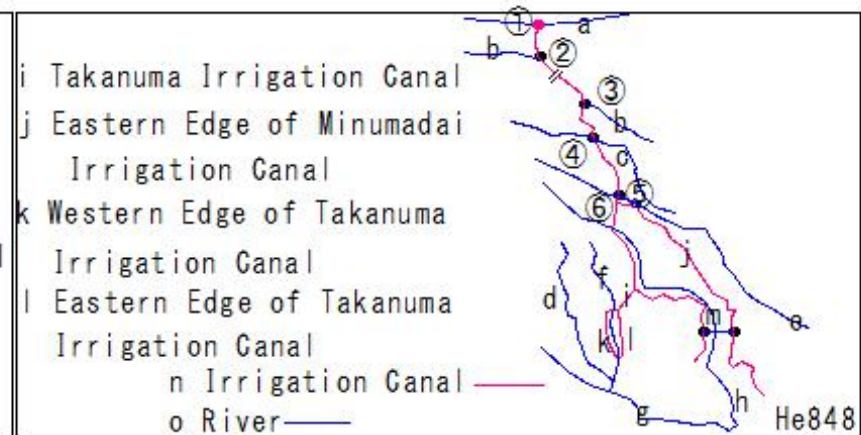 ① a
b ②
i Takanuma Irrigation Canal
③
b
j Eastern Edge of Minumadai
④ c
Irrigation Canal
⑤
k Western Edge of Takanuma
⑥
j
Irrigation Canal
f
d i
l Eastern Edge of Takanuma
m e
Irrigation Canal
k l
n Irrigation Canal
h
g
o River
He848